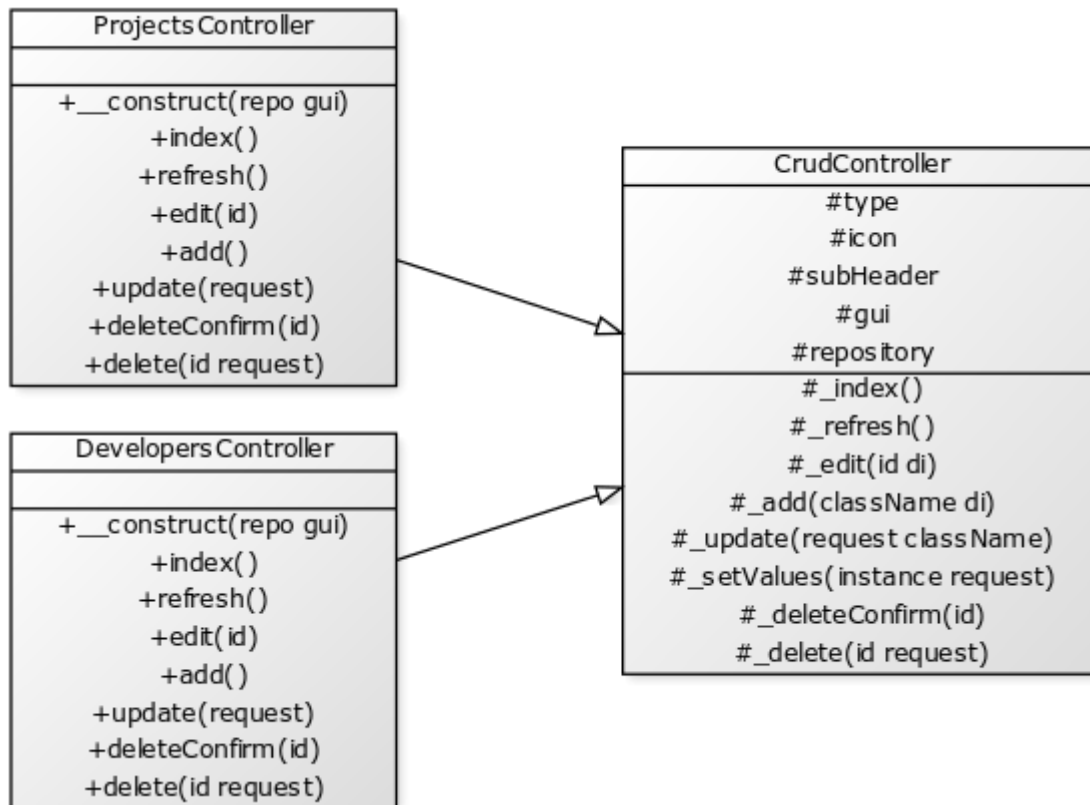 ProjectsController
+__construct(repo gui)
+index()
+refresh()
+edit(id)
+add()
+update(request)
+deleteConfirm(id)
+delete(id request)
DevelopersController
+__construct(repo gui)
+index()
+refresh()
+edit(id)
+add()
+update(request)
+deleteConfirm(id)
+delete(id request)
CrudController
#type
#icon
#subHeader
#gui
#repository
#_index()
#_refresh()
#_edit(id di)
#_add(className di)
#_update(request className)
#_setValues(instance request)
#_deleteConfirm(id)
#_delete(id request)